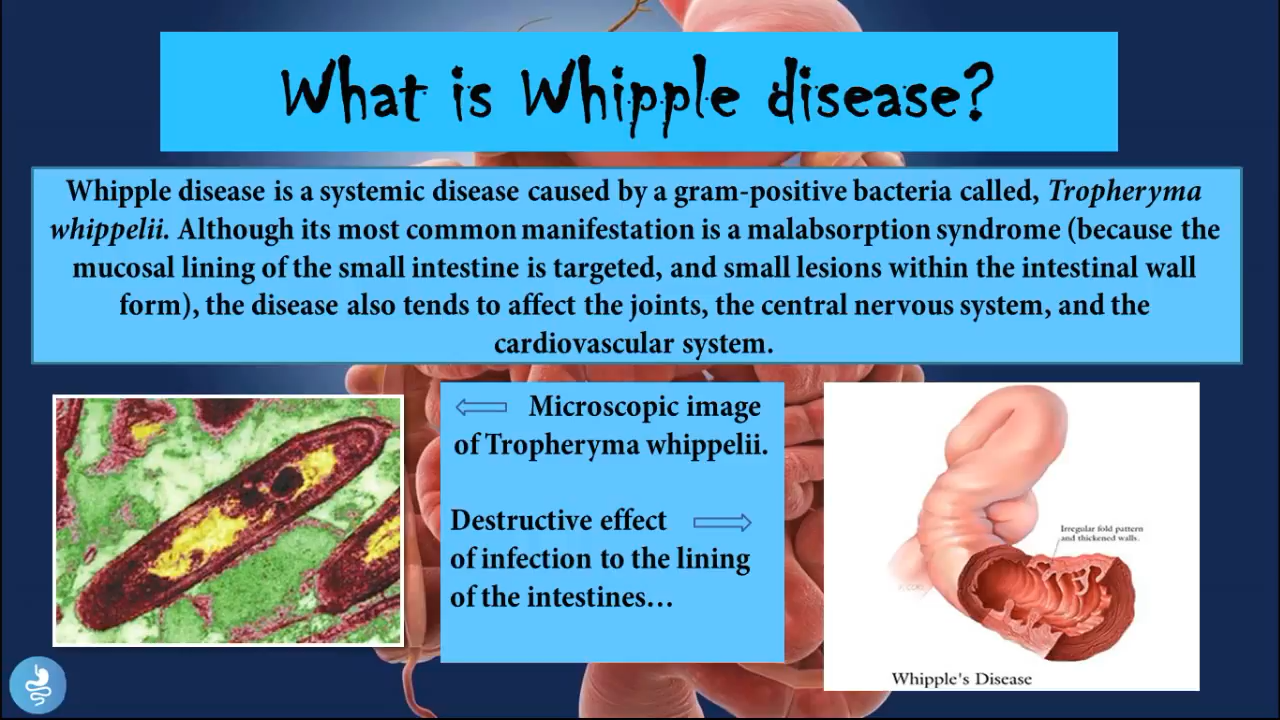 What is Whipple disease?
Whipple disease is a systemic disease caused by a gram-positive bacteria called, Tropheryma
whippelii. Although its most common manifestation is a malabsorption syndrome (because the
mucosal lining of the small intestine is targeted, and small lesions within the intestinal wall
form), the disease also tends to affect the joints, the central nervous system, and the
cardiovascular system.
Microscopic image
of Tropheryma whippelii.
Destructive effect
of infection to the lining
of the intestines...
Irregular fold pattern
and thickened walls.
Whipple's Disease